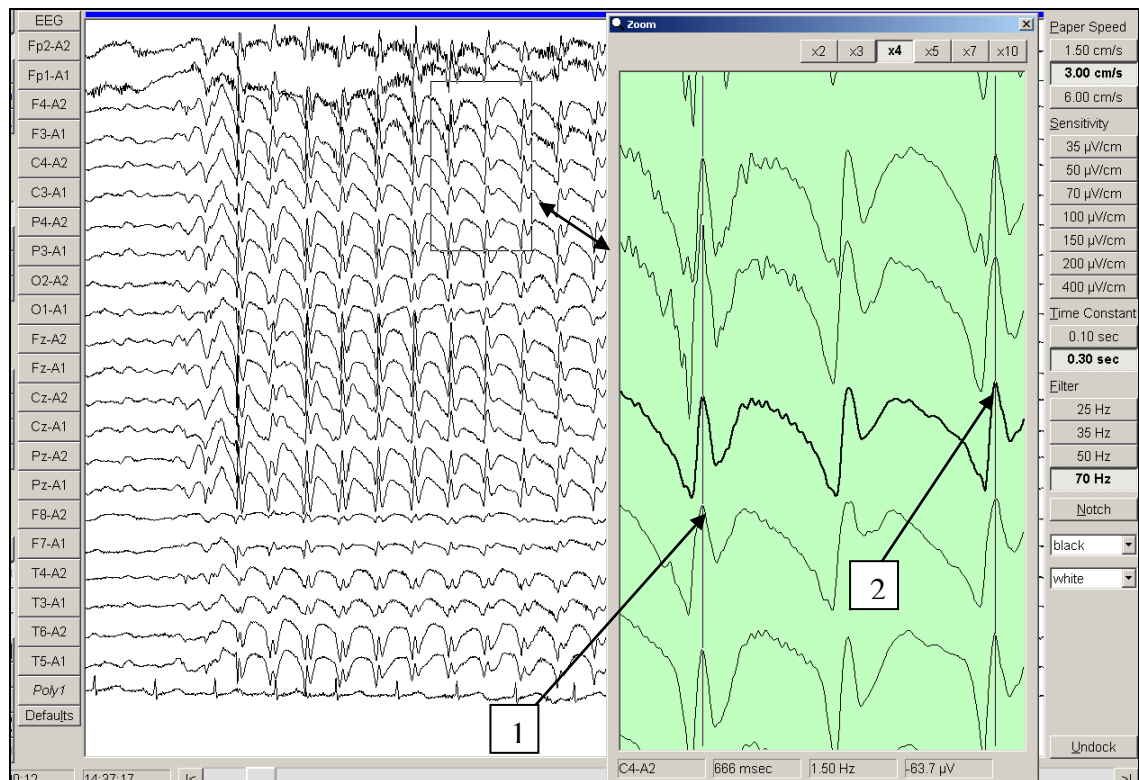 EEG
Fp2-A2
Fp1-A1
F4-A2
F3-A1
C4-A2
C3-A1
P4-A2
P3-A1
O2-A2
O1-A1
Fz-A2
Fz-A1
Cz-A2
Cz-A1
Pz-A2
Pz-A1
F8-A2
F7-A1
T4-A2
T3-A1
T6-A2
T5-A1
Poly1
Defaults
14:37:17
Zoom
x2 x3 x4 x5 x7 x10
1
2
C4-A2 666 msec 1.50 Hz -63.7 µV
Paper Speed
1.50 cm/s
3.00 cm/s
6.00 cm/s
Sensitivity
35 µV/cm
50 µV/cm
70 µV/cm
100 µV/cm
150 µV/cm
200 µV/cm
400 µV/cm
Time Constant
0.10 sec
0.30 sec
Filter
25 Hz
35 Hz
50 Hz
70 Hz
Notch
black
white
Undock